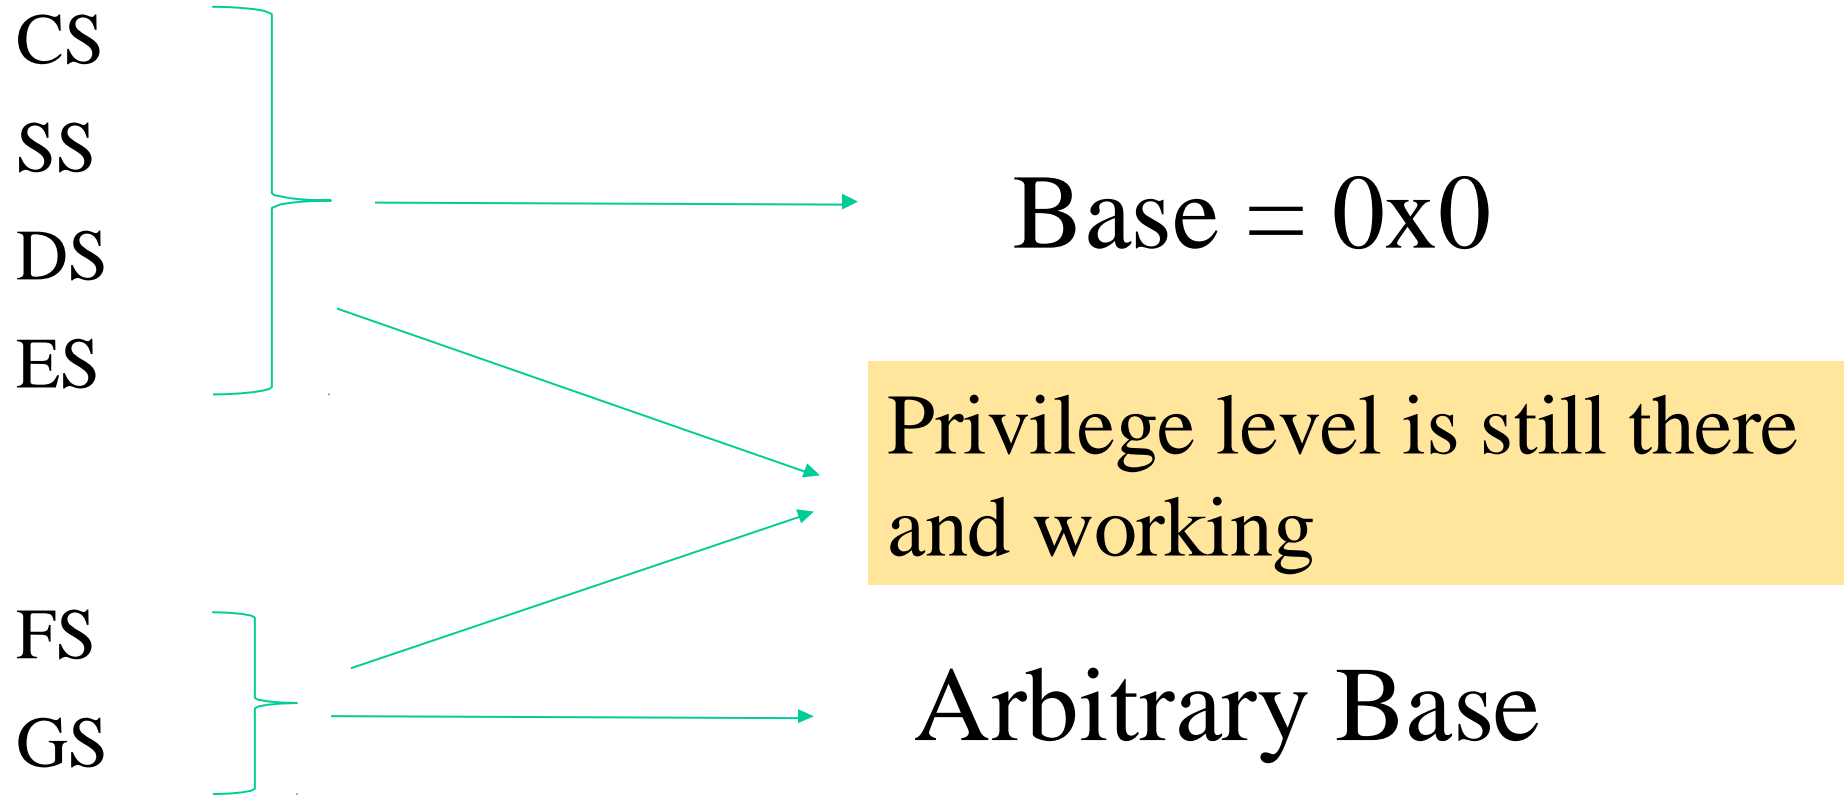 CS
SS
DS
ES
FS
GS
Base = 0x0
Privilege level is still there
and working
Arbitrary Base